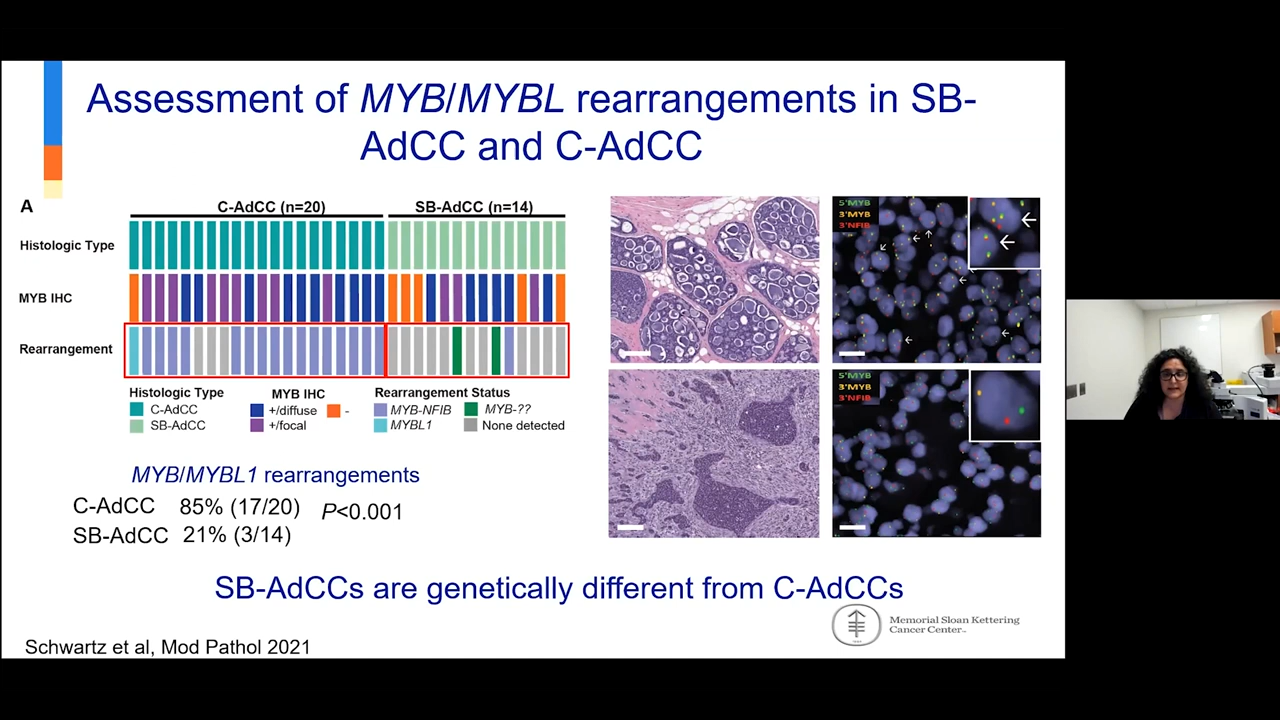 Assessment of MYB/MYBL rearrangements in SB-
AdCC and C-AdCC
A
C-AdCC (n=20)
SB-AdCC (n=14)
Histologic Type
MYB IHC
Rearrangement
Histologic Type
C-AdCC
SB-AdCC
MYB IHC
+/diffuse
-
+/focal
Rearrangement Status
MYB-NFIB
MYB-??
MYBL1
None detected
5'MYB
3'MYB
3'NFIB
5'MYB
3'MYB
3'NFIB
MYB/MYBL1 rearrangements
C-AdCC 85% (17/20) P<0.001
SB-AdCC 21% (3/14)
SB-AdCCs are genetically different from C-AdCCs
Memorial Sloan Kettering
Cancer Center
Schwartz et al, Mod Pathol 2021